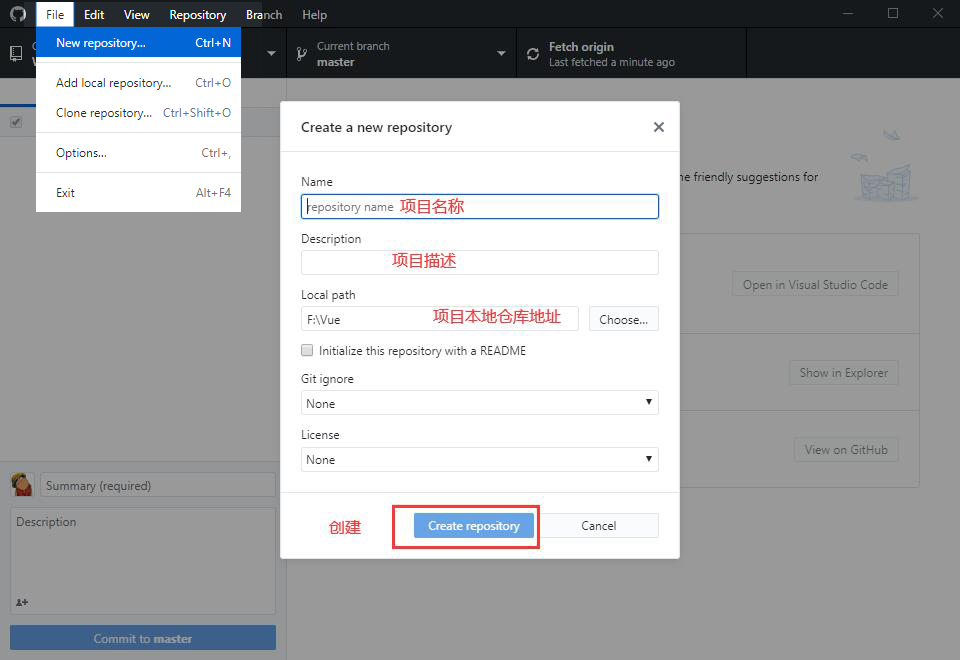 File Edit View Repository Branch Help
New repository... Ctrl+N
Add local repository... Ctrl+O
Clone repository... Ctrl+Shift+O
Options... Ctrl+,
Exit Alt+F4
Current branch
master
Fetch origin
Last fetched a minute ago
Create a new repository
Name
repository name 项目名称
Description
项目描述
Local path
F:\Vue 项目本地仓库地址 Choose...
Initialize this repository with a README
Git ignore
None
License
None
创建 Create repository Cancel
friendly suggestions for
Open in Visual Studio Code
Show in Explorer
View on GitHub
Summary (required)
Description
Commit to master